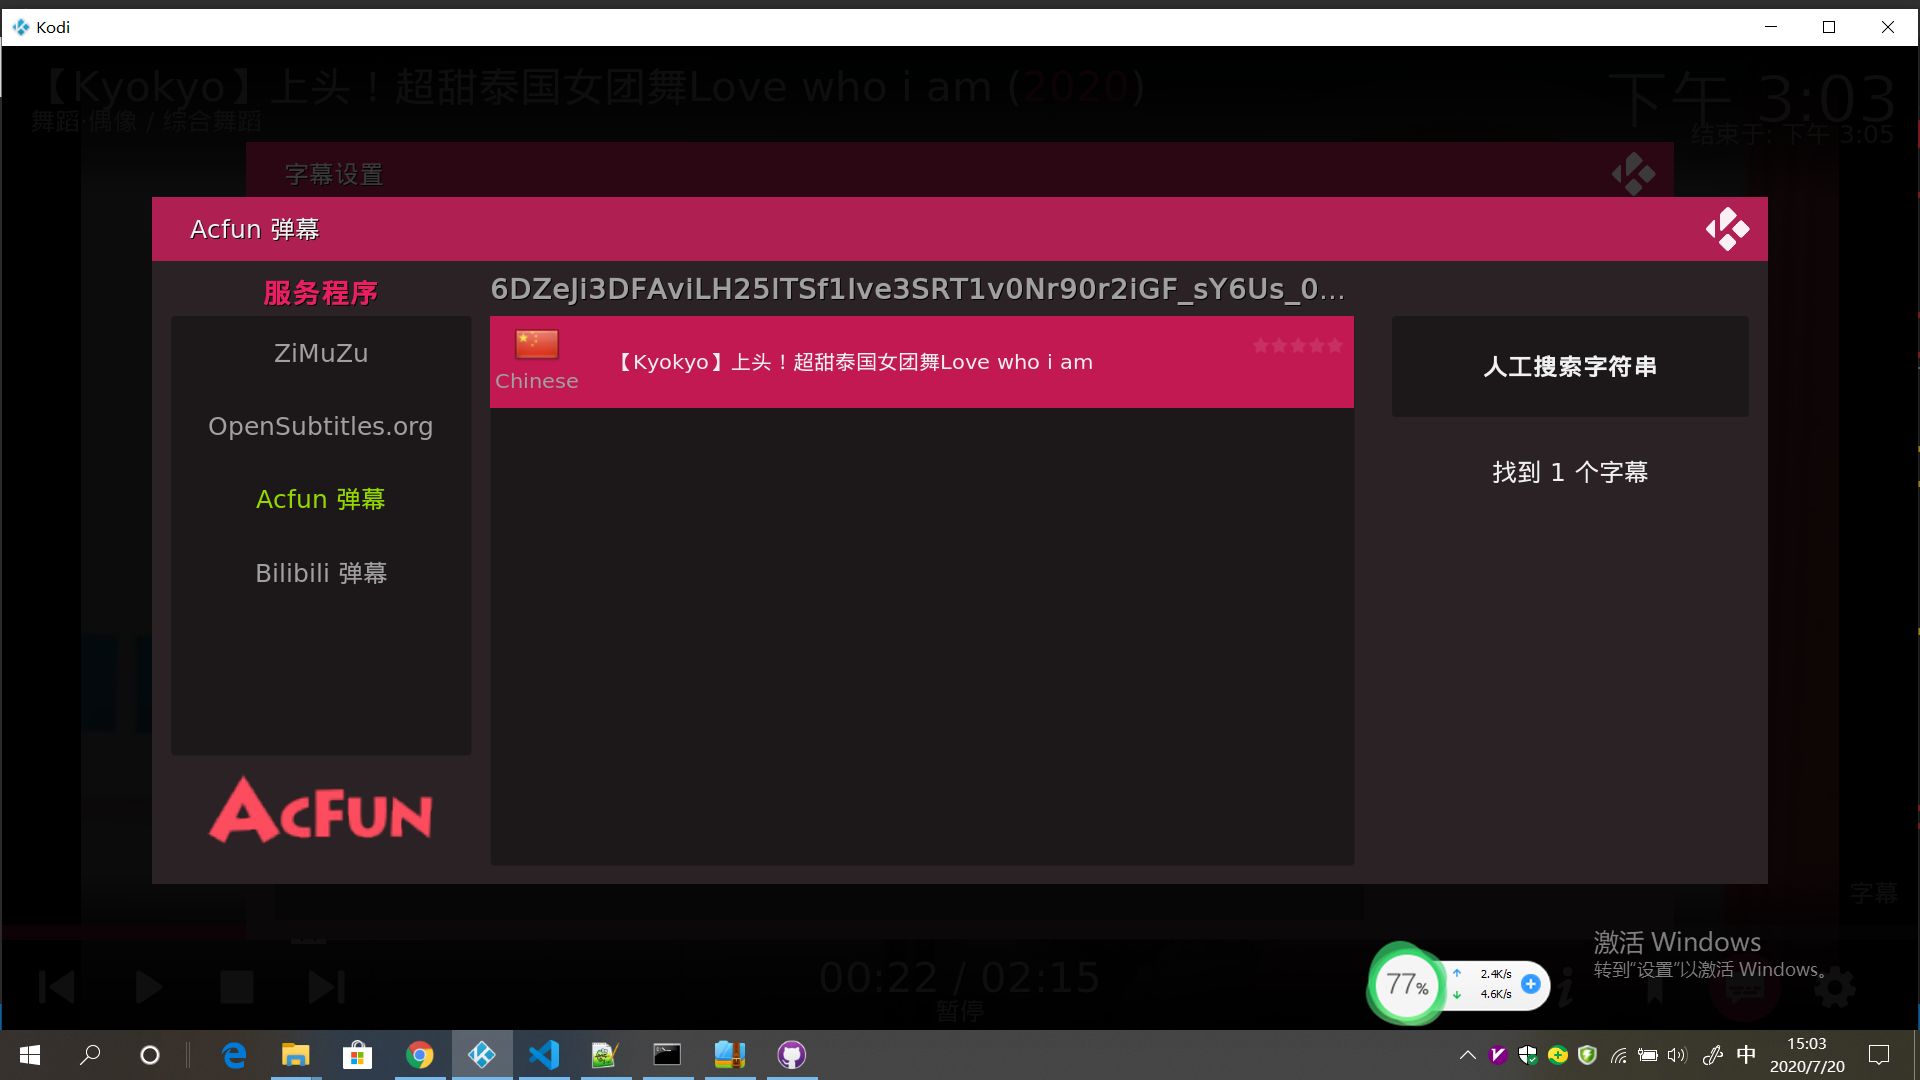 Kodi
【Kyokyo】上头！超甜泰国女团舞Love who i am (2020)
舞蹈·偶像 / 综合舞蹈
下午 3:03
结束于: 下午 3:05
字幕设置
Acfun 弹幕
服务程序
ZiMuZu
OpenSubtitles.org
Acfun 弹幕
Bilibili 弹幕
ACFUN
6DZeJi3DFAviLH25lTSf1lve3SRT1v0Nr90r2iGF_sY6Us_0...
Chinese
【Kyokyo】上头！超甜泰国女团舞Love who i am
人工搜索字符串
找到 1 个字幕
字幕
00:22 / 02:15
暂停
77%
2.4K/s
4.6K/s
激活 Windows
转到“设置”以激活 Windows。
中
15:03
2020/7/20